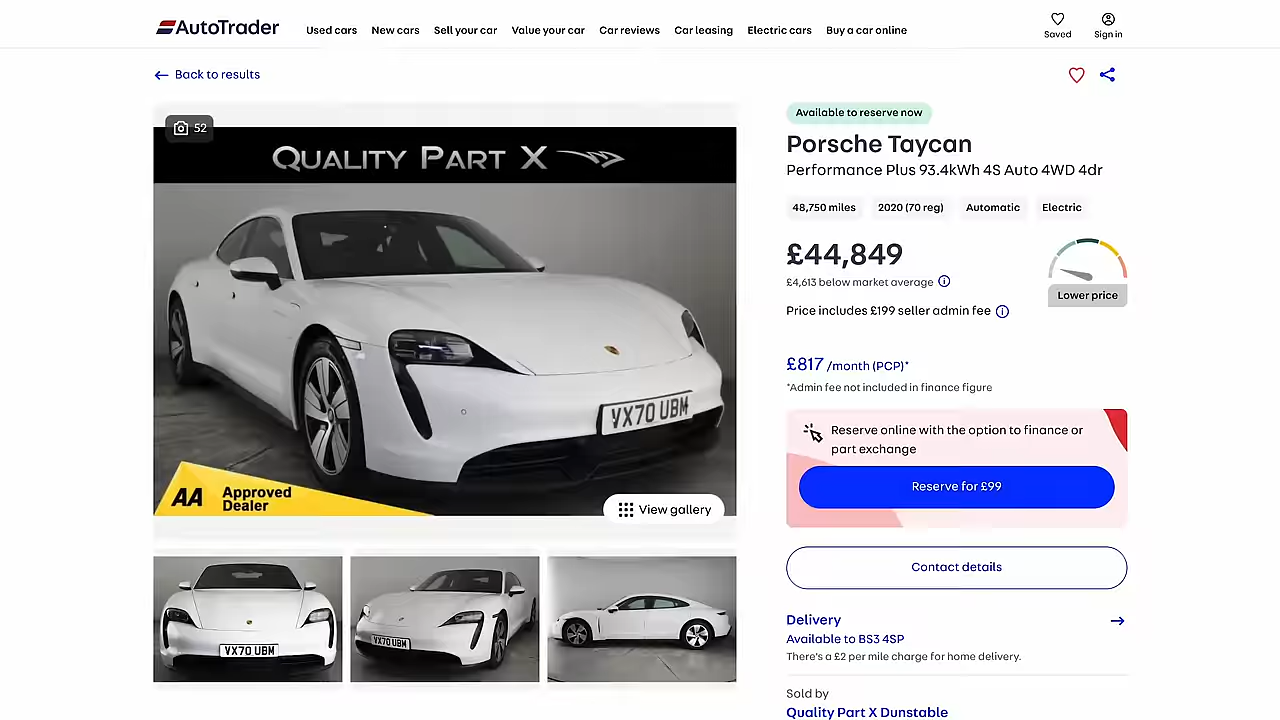 AutoTrader
Used cars New cars Sell your car Value your car Car reviews Car leasing Electric cars Buy a car online
Saved Sign in
Back to results
52
QUALITY PART X
VX70 UBM
AA Approved
Dealer
View gallery
VX70 UBM
VX70 UBM
Available to reserve now
Porsche Taycan
Performance Plus 93.4kWh 4S Auto 4WD 4dr
48,750 miles 2020 (70 reg) Automatic Electric
£44,849
£4,613 below market average
Lower price
Price includes £199 seller admin fee
£817 /month (PCP)*
*Admin fee not included in finance figure
Reserve online with the option to finance or
part exchange
Reserve for £99
Contact details
Delivery
Available to BS3 4SP
There's a £2 per mile charge for home delivery.
Sold by
Quality Part X Dunstable